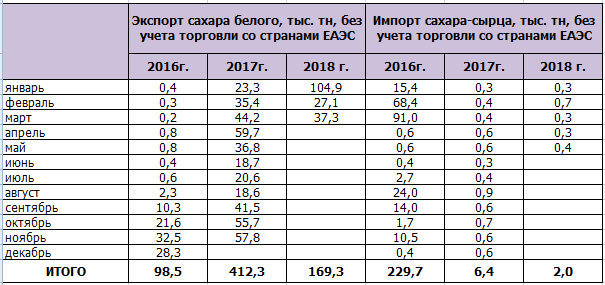 Экспорт сахара белого, тыс. тн, без учета торговли со странами ЕАЭС Импорт сахара-сырца, тыс. тн, без учета торговли со странами ЕАЭС
2016г. 2017г. 2018 г. 2016г. 2017г. 2018 г.
январь 0,4 23,3 104,9 15,4 0,3 0,3
февраль 0,3 35,4 27,1 68,4 0,4 0,7
март 0,2 44,2 37,3 91,0 0,4 0,3
апрель 0,8 59,7 0,6 0,6 0,3
май 0,8 36,8 0,6 0,6 0,4
июнь 0,4 18,7 0,4 0,3
июль 0,6 20,6 2,7 0,4
август 2,3 18,6 24,0 0,9
сентябрь 10,3 41,5 14,0 0,6
октябрь 21,6 55,7 1,7 0,7
ноябрь 32,5 57,8 10,5 0,6
декабрь 28,3 0,4 0,6
ИТОГО 98,5 412,3 169,3 229,7 6,4 2,0